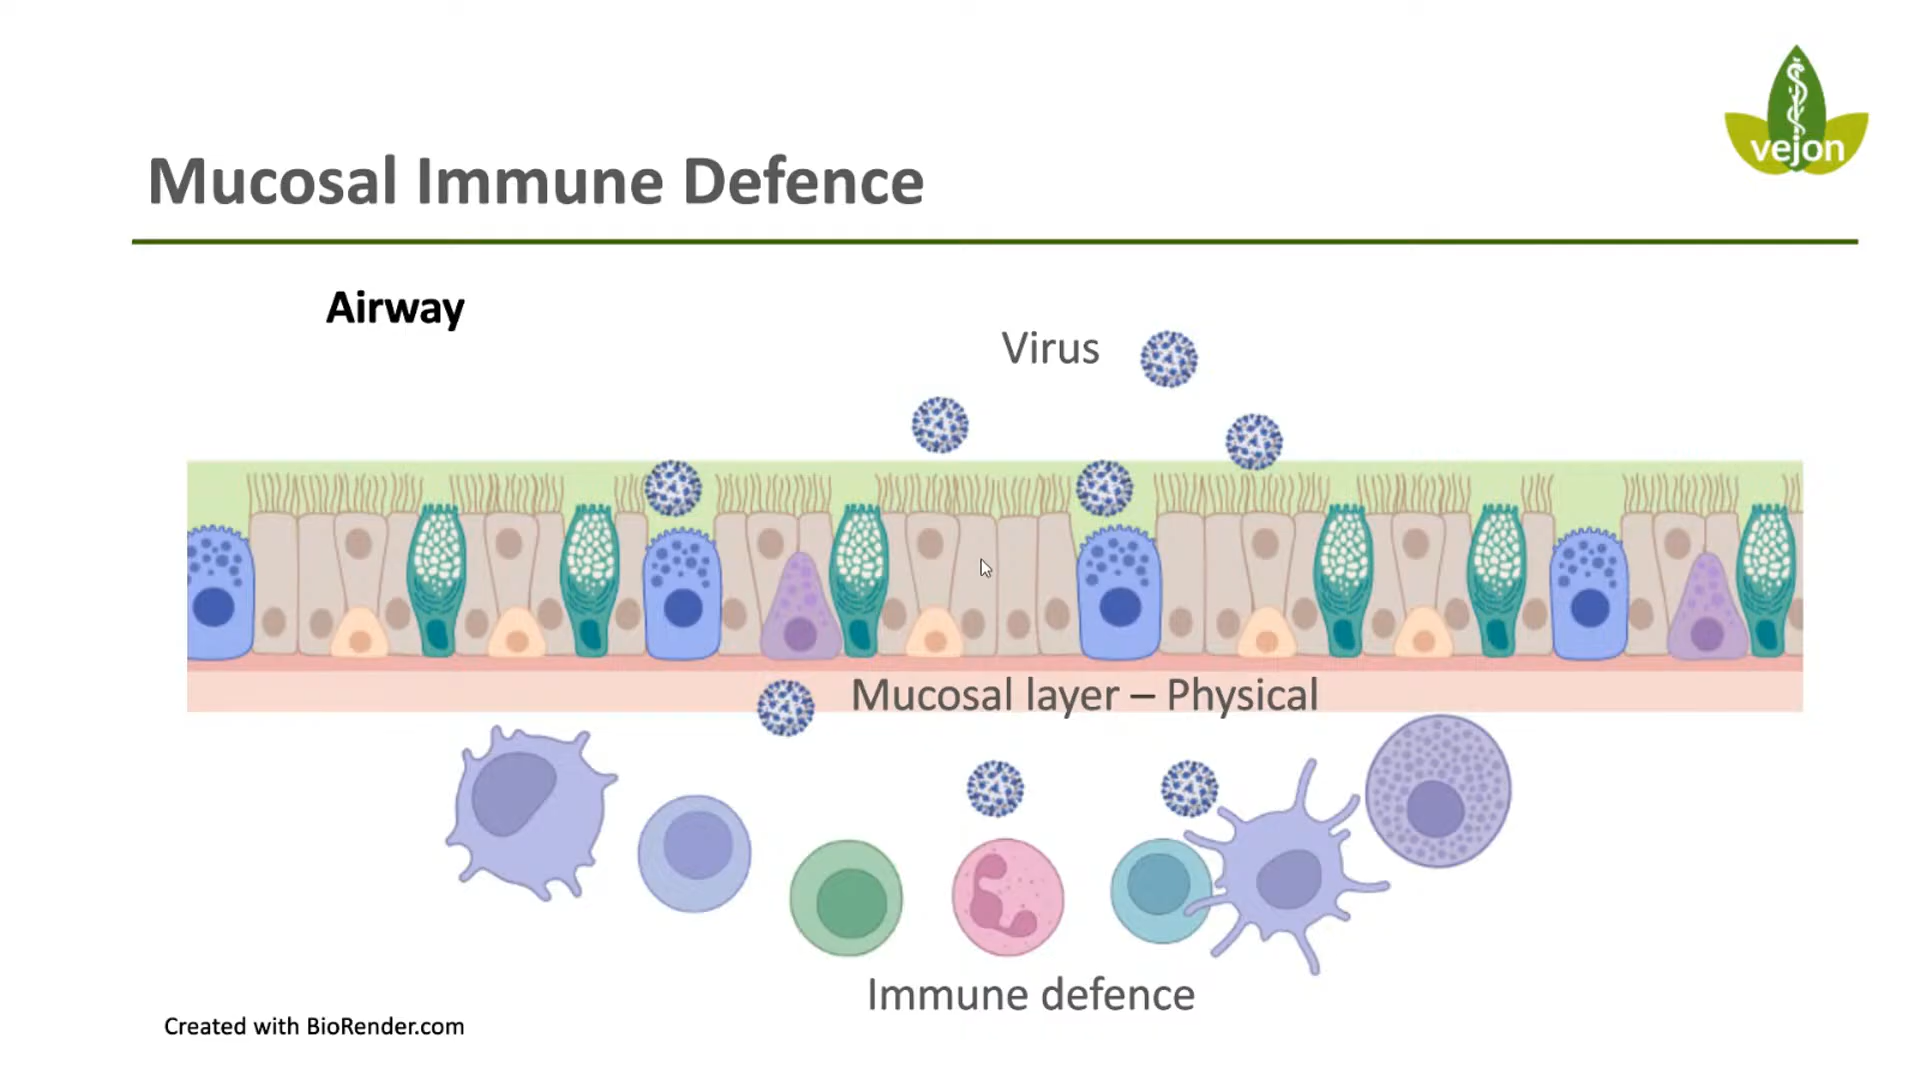 vejon
Mucosal Immune Defence
Airway
Virus
Mucosal layer – Physical
Immune defence
Created with BioRender.com